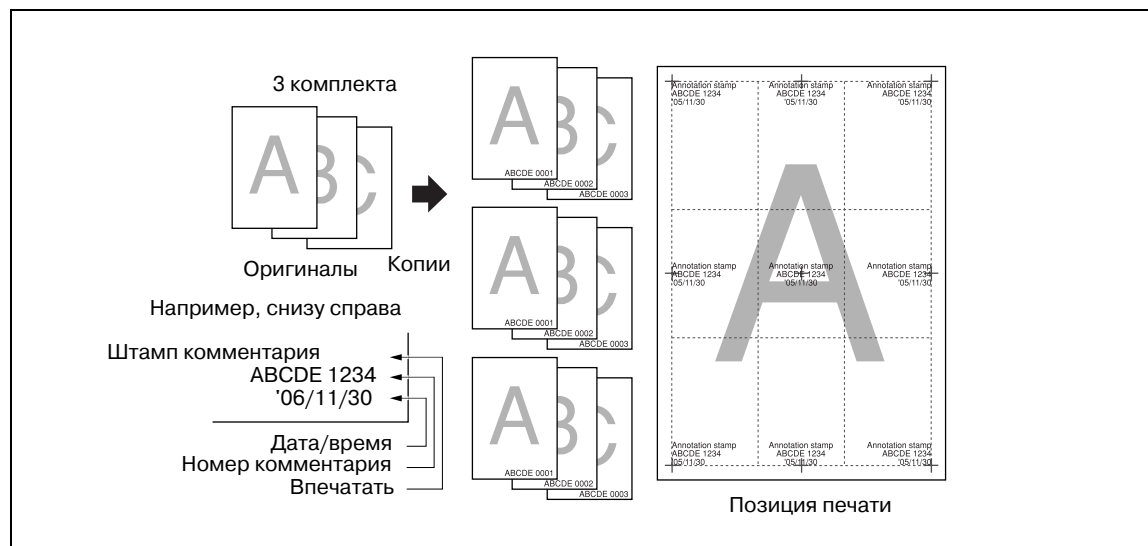 3 комплекта
A
B
C
Оригиналы
Копии
Например, снизу справа
Штамп комментария
ABCDE 1234
'06/11/30
Дата/время
Номер комментария
Впечатать
A
B
C
ABCDE 0001
ABCDE 0002
ABCDE 0003
A
B
C
ABCDE 0001
ABCDE 0002
ABCDE 0003
A
B
C
ABCDE 0001
ABCDE 0002
ABCDE 0003
Annotation stamp
ABCDE 1234
'05/11/30
Annotation stamp
ABCDE 1234
'05/11/30
Annotation stamp
ABCDE 1234
'05/11/30
A
Annotation stamp
ABCDE 1234
'05/11/30
Annotation stamp
ABCDE 1234
'05/11/30
Annotation stamp
ABCDE 1234
'05/11/30
Annotation stamp
ABCDE 1234
'05/11/30
Annotation stamp
ABCDE 1234
'05/11/30
Annotation stamp
ABCDE 1234
'05/11/30
Позиция печати